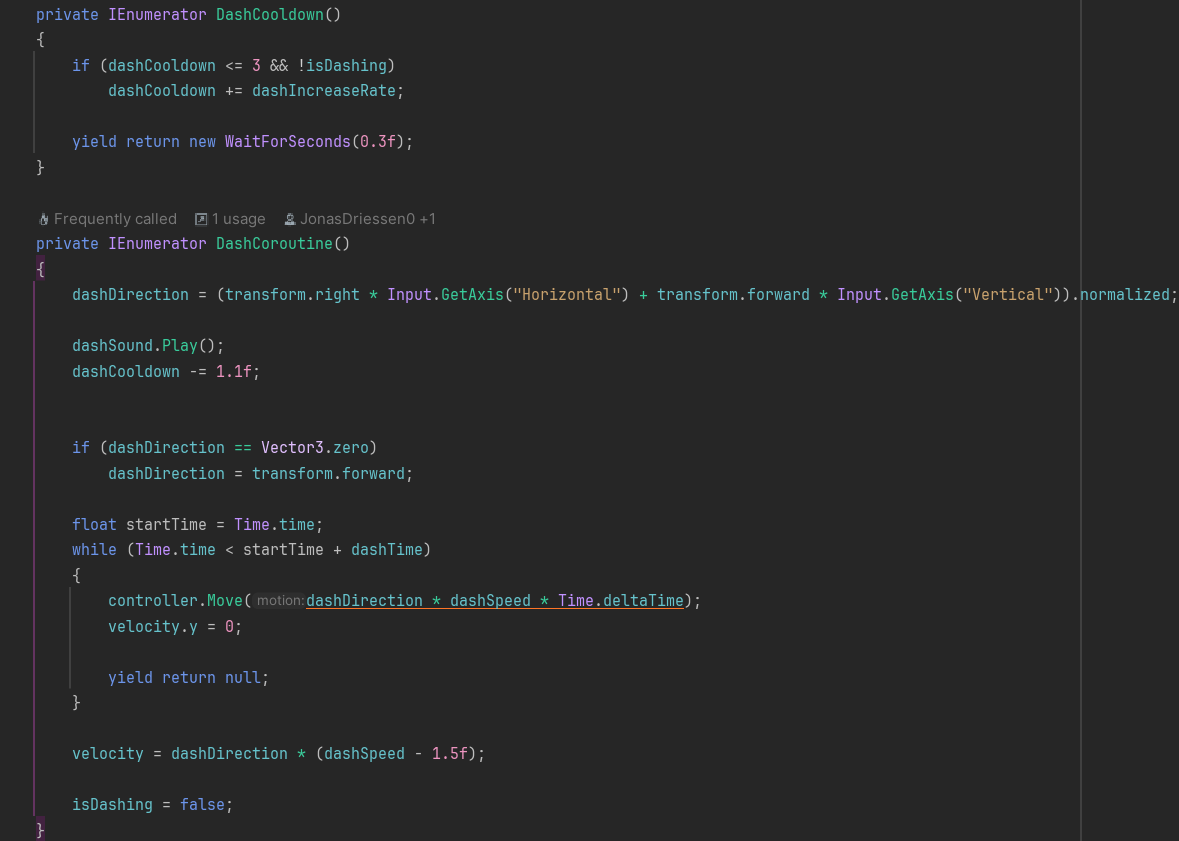 private IEnumerator DashCooldown()
{
if (dashCooldown <= 3 && !isDashing)
dashCooldown += dashIncreaseRate;
yield return new WaitForSeconds(0.3f);
}
Frequently called 1 usage JonasDriessen0 +1
private IEnumerator DashCoroutine()
{
dashDirection = (transform.right * Input.GetAxis("Horizontal") + transform.forward * Input.GetAxis("Vertical")).normalized;
dashSound.Play();
dashCooldown -= 1.1f;
if (dashDirection == Vector3.zero)
dashDirection = transform.forward;
float startTime = Time.time;
while (Time.time < startTime + dashTime)
{
controller.Move(motion:dashDirection * dashSpeed * Time.deltaTime);
velocity.y = 0;
yield return null;
}
velocity = dashDirection * (dashSpeed - 1.5f);
isDashing = false;
}